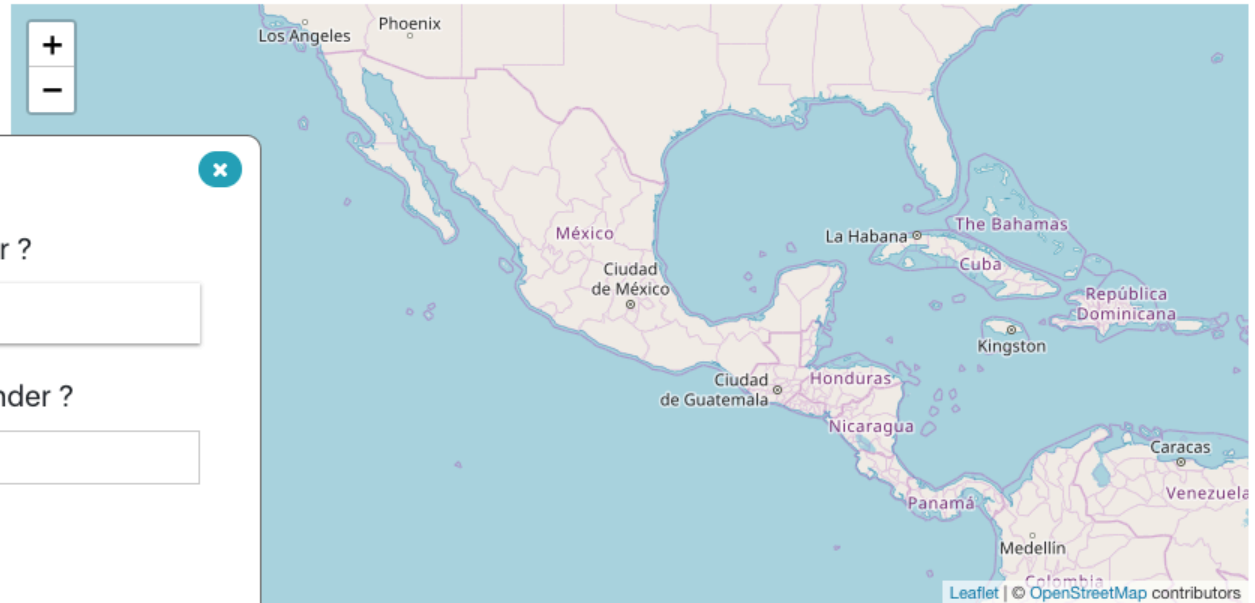 +
−
Los Angeles
Phoenix
r ?
nder ?
México
Ciudad
de México
La Habana
The Bahamas
Cuba
República
Dominicana
Kingston
Ciudad
de Guatemala
Honduras
Nicaragua
Caracas
Venezuela
Panamá
Medellín
Colombia
Leaflet | © OpenStreetMap contributors